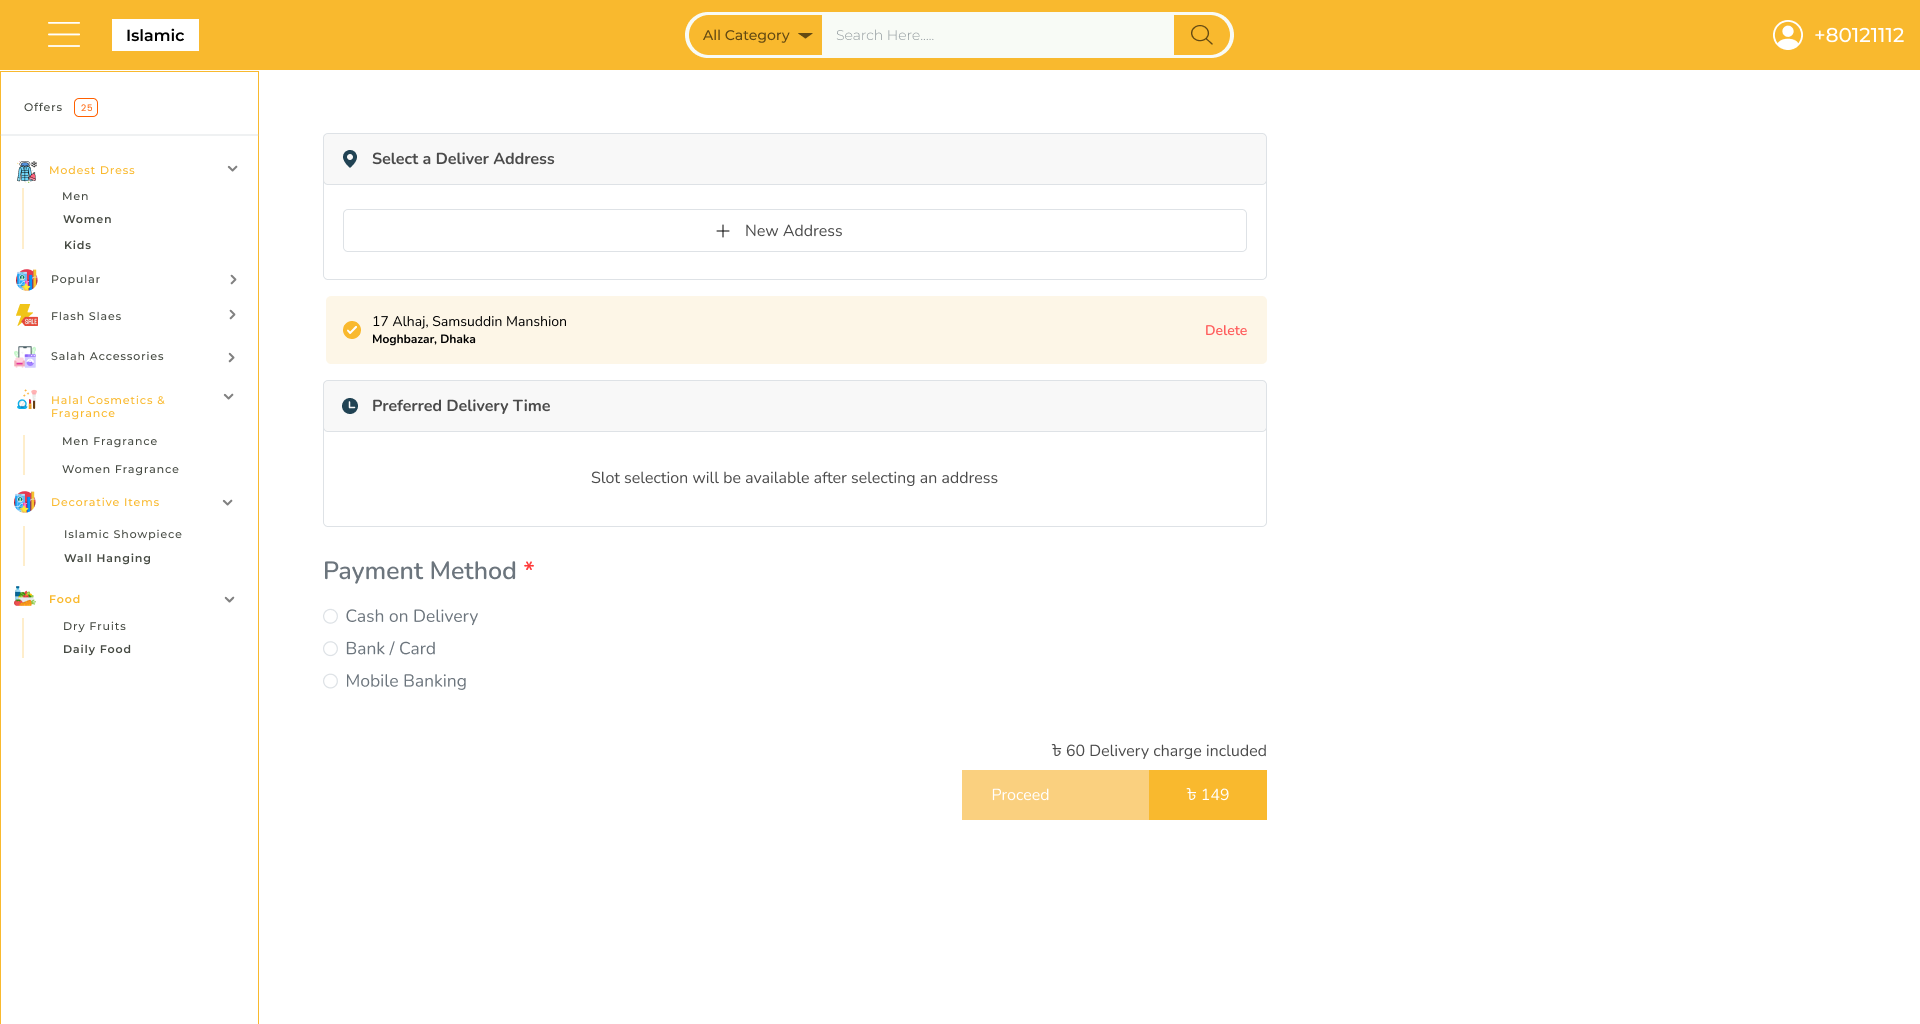 Islamic
All Category
Search Here.....
+80121112
Offers 25
Modest Dress
Men
Women
Kids
Popular
Flash Slaes
SALE
Salah Accessories
Halal Cosmetics &
Fragrance
Men Fragrance
Women Fragrance
Decorative Items
Islamic Showpiece
Wall Hanging
Food
Dry Fruits
Daily Food
Select a Deliver Address
New Address
17 Alhaj, Samsuddin Manshion
Moghbazar, Dhaka
Delete
Preferred Delivery Time
Slot selection will be available after selecting an address
Payment Method *
Cash on Delivery
Bank / Card
Mobile Banking
৳ 60 Delivery charge included
Proceed
৳ 149